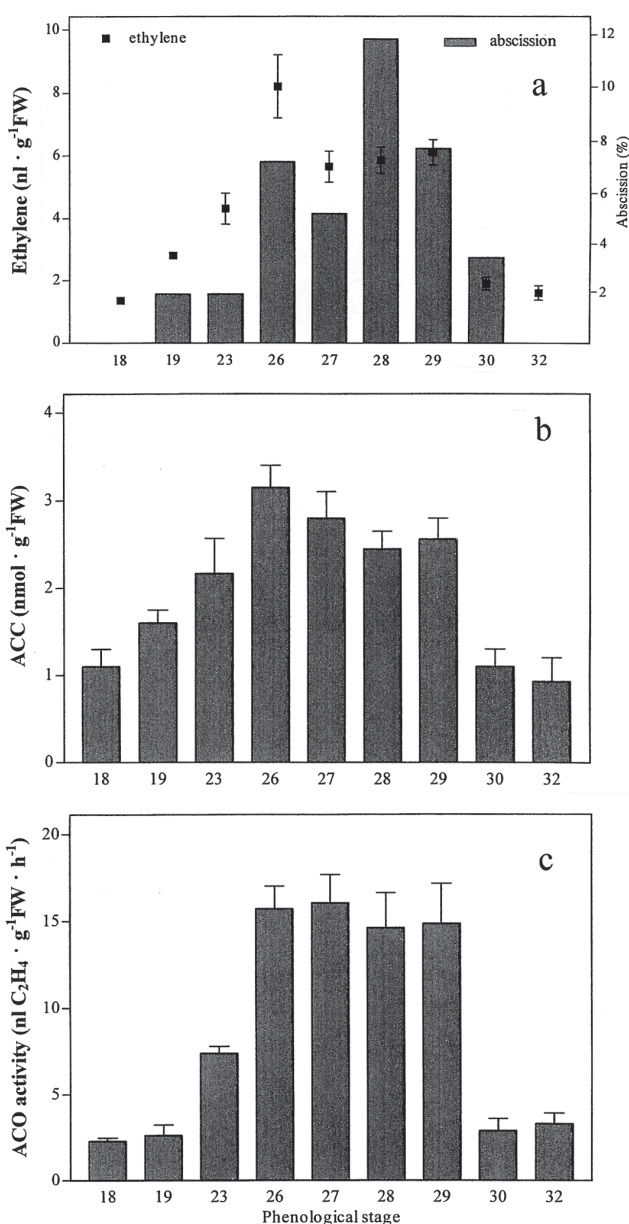 ethylene
abscission
a
Ethylene (nl · g⁻¹FW)
10
8
6
4
2
0
Abscission (%)
12
10
8
6
4
2
18 19 23 26 27 28 29 30 32
b
ACC (nmol · g⁻¹FW)
4
3
2
1
0
18 19 23 26 27 28 29 30 32
c
ACO activity (nl C₂H₄ · g⁻¹FW · h⁻¹)
20
15
10
5
0
18 19 23 26 27 28 29 30 32
Phenological stage